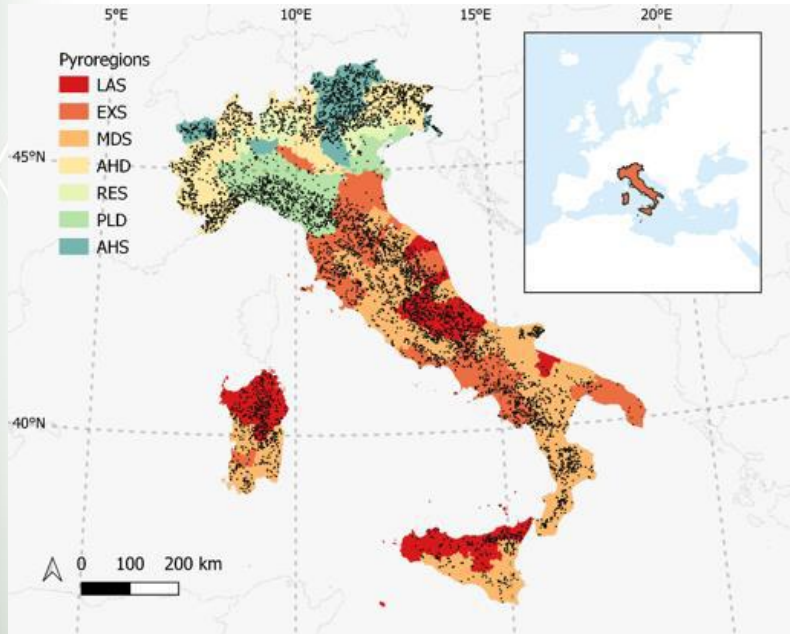 5°E
10°E
15°E
20°E
Pyroregions
LAS
EXS
MDS
AHD
RES
PLD
AHS
45°N
40°N
0 100 200 km